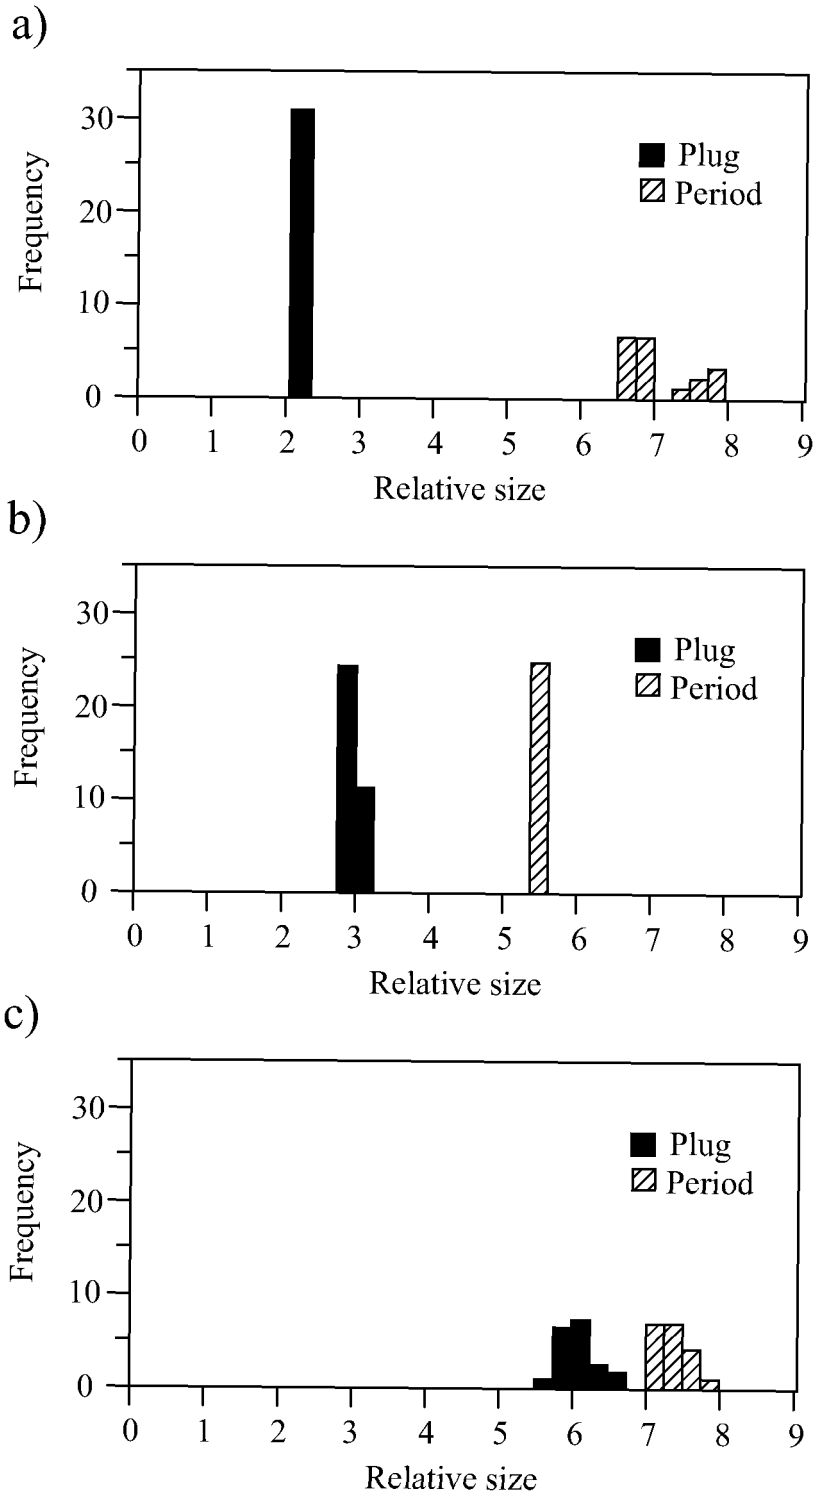 a)
30
20
10
0
Frequency
Plug
Period
0 1 2 3 4 5 6 7 8 9
Relative size
b)
30
20
10
0
Frequency
Plug
Period
0 1 2 3 4 5 6 7 8 9
Relative size
c)
30
20
10
0
Frequency
Plug
Period
0 1 2 3 4 5 6 7 8 9
Relative size